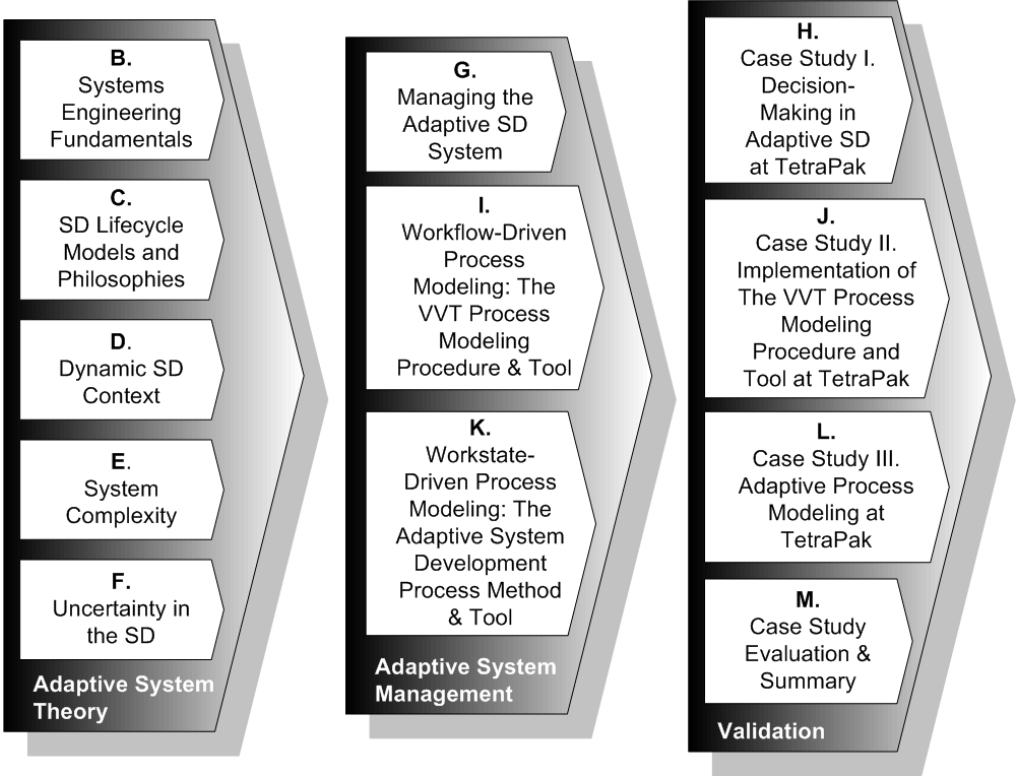 B.
Systems
Engineering
Fundamentals
C.
SD Lifecycle
Models and
Philosophies
D.
Dynamic SD
Context
E.
System
Complexity
F.
Uncertainty in
the SD
Adaptive System
Theory
G.
Managing the
Adaptive SD
System
I.
Workflow-Driven
Process
Modeling: The
VVT Process
Modeling
Procedure & Tool
K.
Workstate-
Driven Process
Modeling: The
Adaptive System
Development
Process Method
& Tool
Adaptive System
Management
H.
Case Study I.
Decision-
Making in
Adaptive SD
at TetraPak
J.
Case Study II.
Implementation of
The VVT Process
Modeling
Procedure and
Tool at TetraPak
L.
Case Study III.
Adaptive Process
Modeling at
TetraPak
M.
Case Study
Evaluation &
Summary
Validation